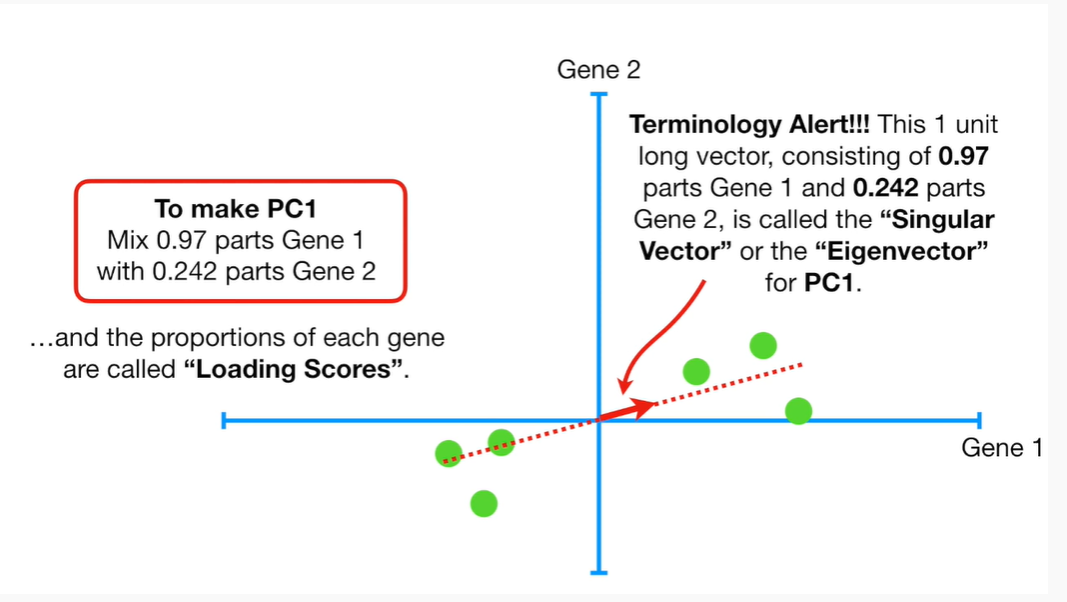 Gene 2
Terminology Alert!!! This 1 unit
long vector, consisting of 0.97
parts Gene 1 and 0.242 parts
Gene 2, is called the “Singular
Vector” or the “Eigenvector”
for PC1.
To make PC1
Mix 0.97 parts Gene 1
with 0.242 parts Gene 2
…and the proportions of each gene
are called “Loading Scores”.
Gene 1